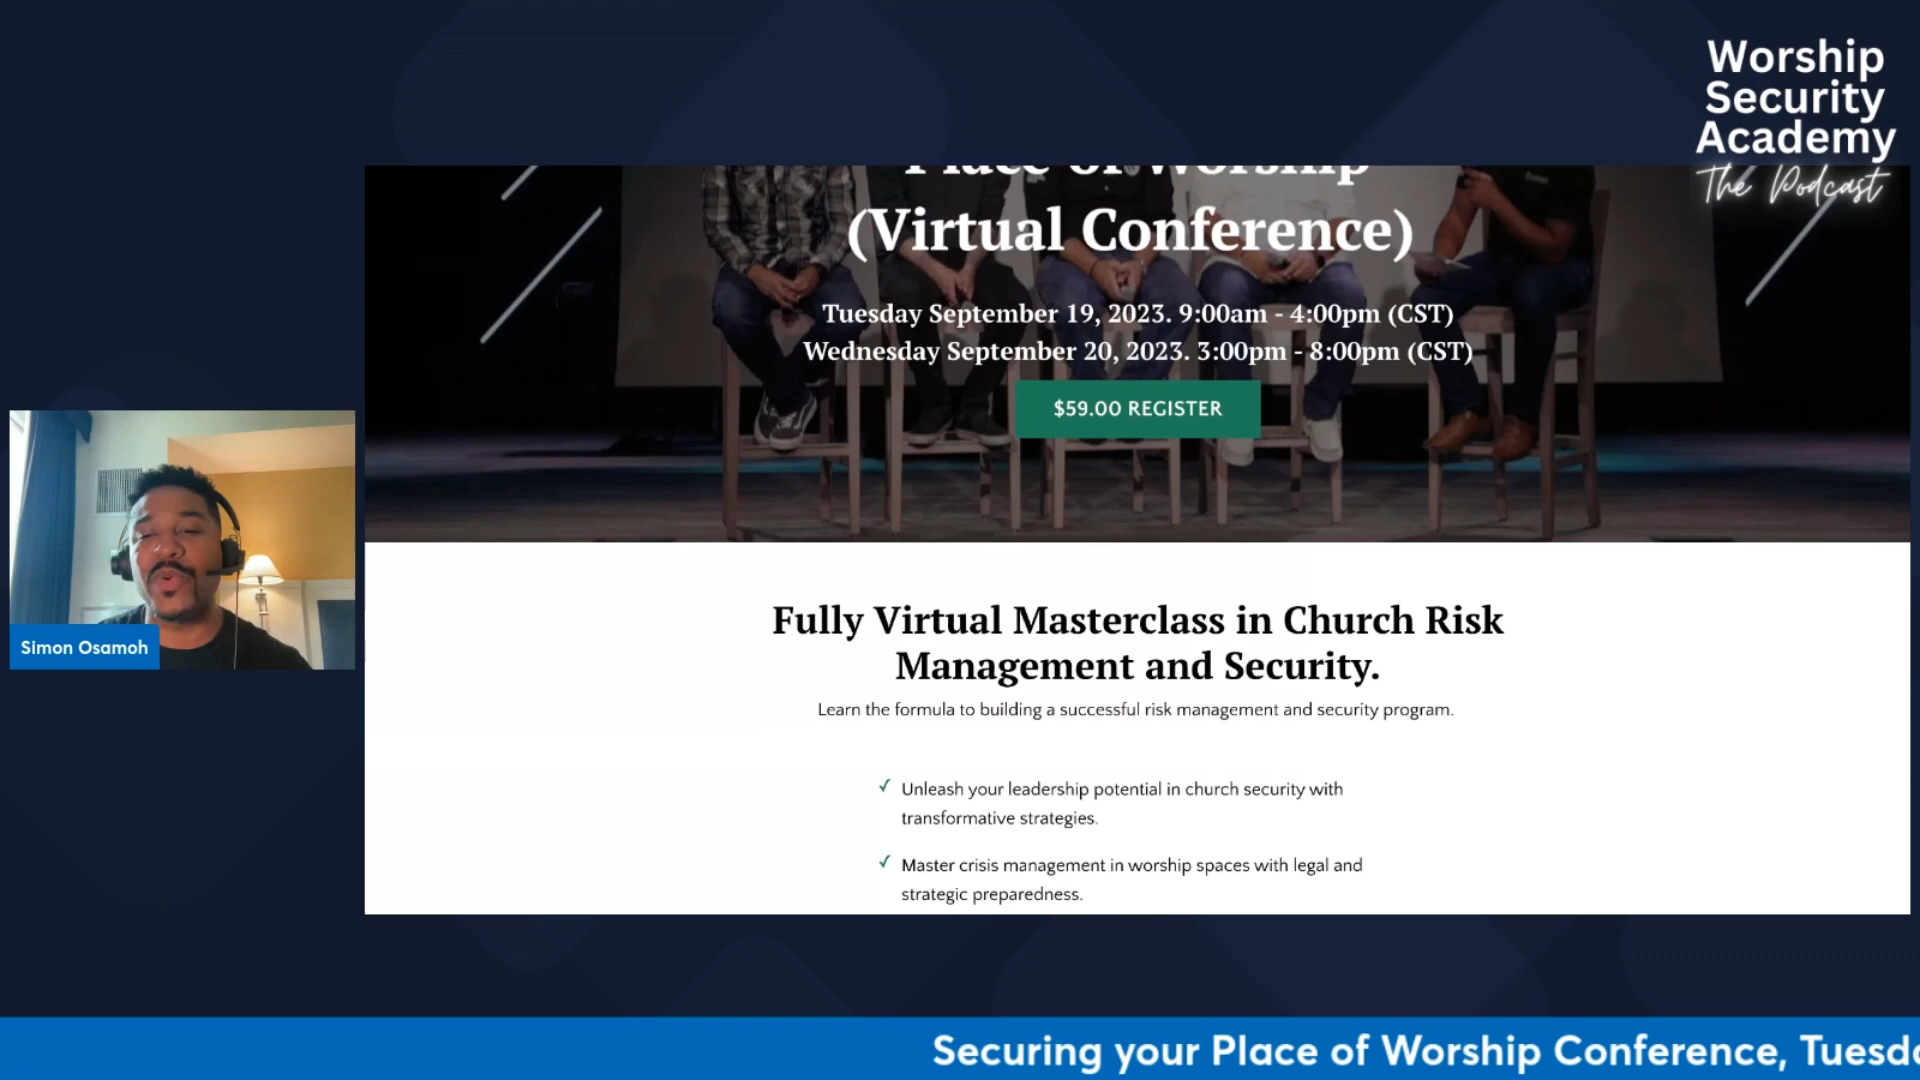 Worship
Security
Academy
The Podcast
Place of Worship
(Virtual Conference)
Tuesday September 19, 2023. 9:00am - 4:00pm (CST)
Wednesday September 20, 2023. 3:00pm - 8:00pm (CST)
$59.00 REGISTER
Simon Osamoh
Fully Virtual Masterclass in Church Risk
Management and Security.
Learn the formula to building a successful risk management and security program.
✓ Unleash your leadership potential in church security with
transformative strategies.
✓ Master crisis management in worship spaces with legal and
strategic preparedness.
Securing your Place of Worship Conference, Tuesd